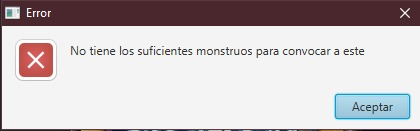 Error
No tiene los suficientes monstruos para convocar a este
Aceptar